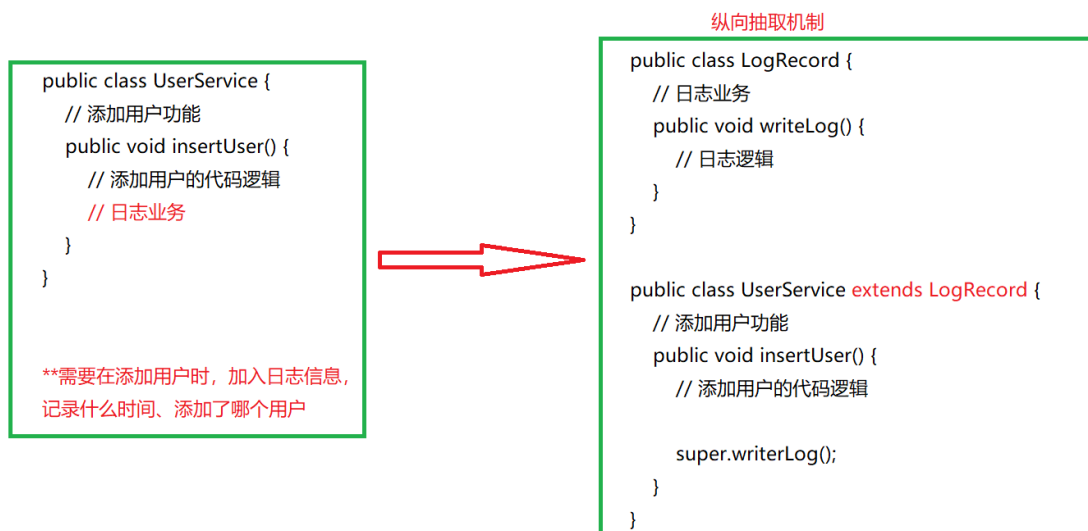 public class UserService {
// 添加用户功能
public void insertUser() {
// 添加用户的代码逻辑
// 日志业务
}
}
**需要在添加用户时，加入日志信息，
记录什么时间、添加了哪个用户
纵向抽取机制
public class LogRecord {
// 日志业务
public void writeLog() {
// 日志逻辑
}
}
public class UserService extends LogRecord {
// 添加用户功能
public void insertUser() {
// 添加用户的代码逻辑
super.writerLog();
}
}